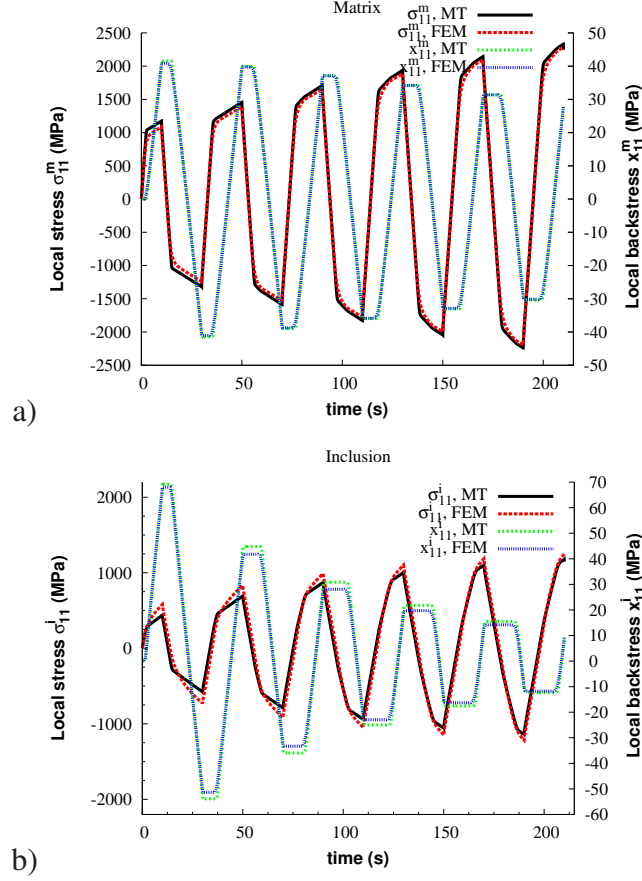 a)
Matrix
σ₁₁ᵐ, MT
σ₁₁ᵐ, FEM
x₁₁ᵐ, MT
x₁₁ᵐ, FEM
Local stress σ₁₁ᵐ (MPa)
2500
2000
1500
1000
500
0
-500
-1000
-1500
-2000
-2500
Local backstress x₁₁ᵐ (MPa)
50
40
30
20
10
0
-10
-20
-30
-40
-50
0 50 100 150 200
time (s)
b)
Inclusion
σ₁₁ⁱ, MT
σ₁₁ⁱ, FEM
x₁₁ⁱ, MT
x₁₁ⁱ, FEM
Local stress σ₁₁ⁱ (MPa)
2000
1000
0
-1000
-2000
Local backstress x₁₁ⁱ (MPa)
70
60
50
40
30
20
10
0
-10
-20
-30
-40
-50
-60
0 50 100 150 200
time (s)